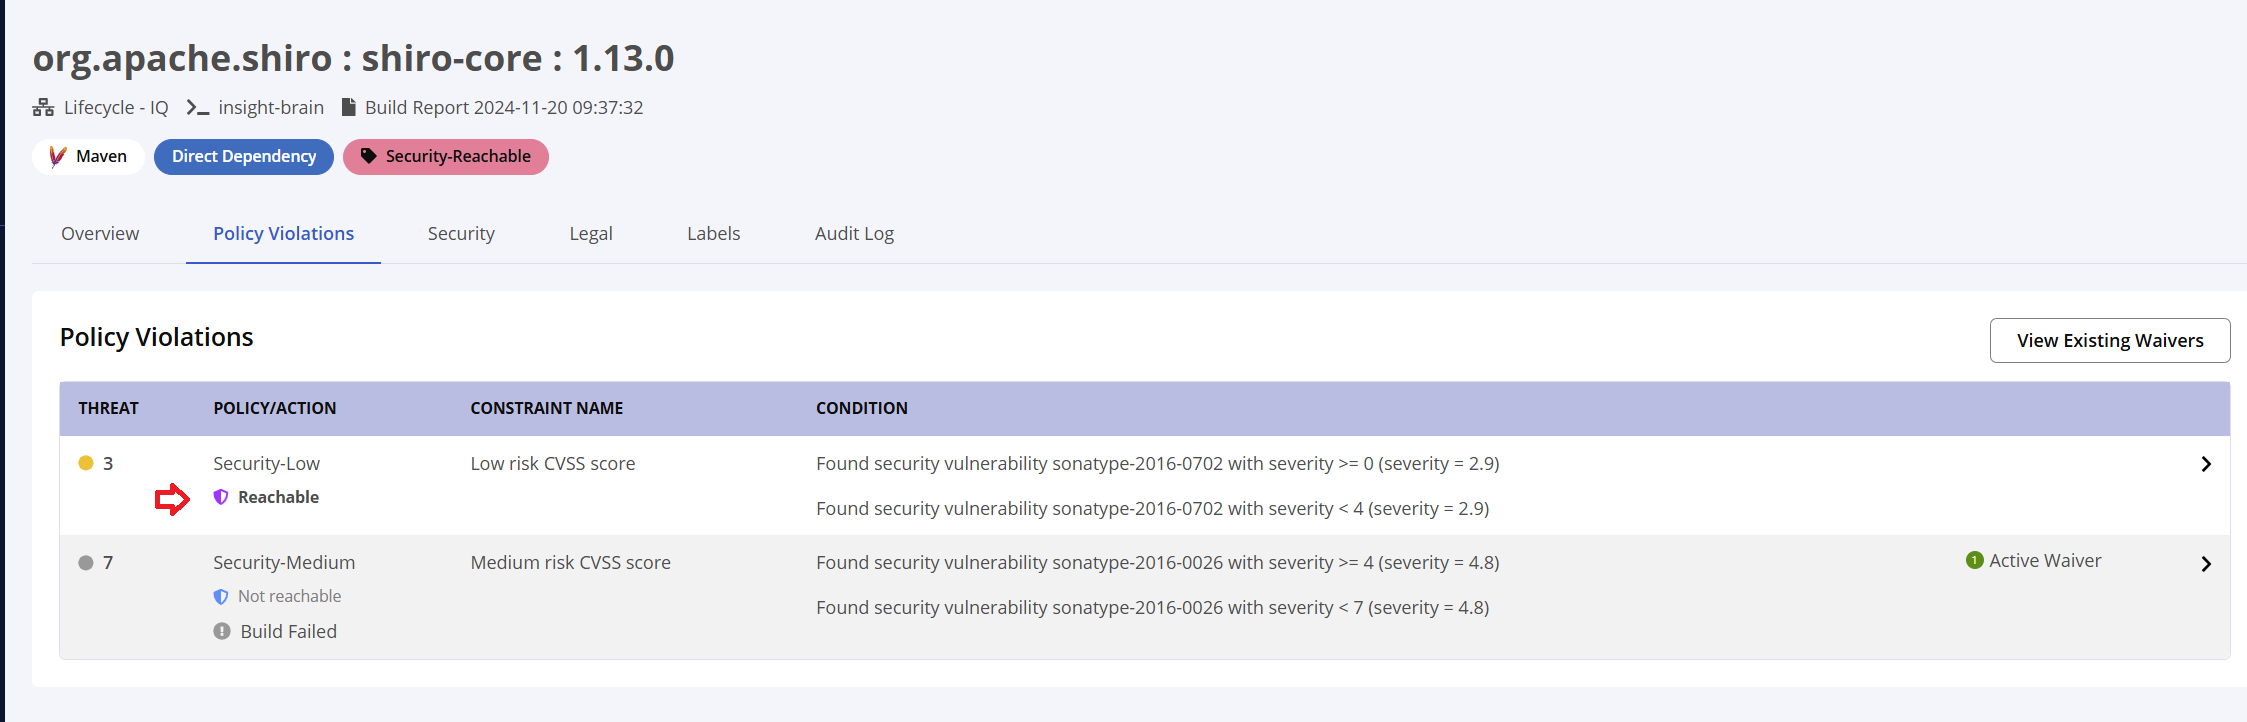 org.apache.shiro : shiro-core : 1.13.0
Lifecycle - IQ insight-brain Build Report 2024-11-20 09:37:32
Maven Direct Dependency Security-Reachable
Overview Policy Violations Security Legal Labels Audit Log
Policy Violations View Existing Waivers
THREAT POLICY/ACTION CONSTRAINT NAME CONDITION
3 Security-Low Low risk CVSS score Found security vulnerability sonatype-2016-0702 with severity >= 0 (severity = 2.9)
Reachable
Found security vulnerability sonatype-2016-0702 with severity < 4 (severity = 2.9)
7 Security-Medium Medium risk CVSS score Found security vulnerability sonatype-2016-0026 with severity >= 4 (severity = 4.8) 1 Active Waiver
Not reachable
Found security vulnerability sonatype-2016-0026 with severity < 7 (severity = 4.8)
Build Failed